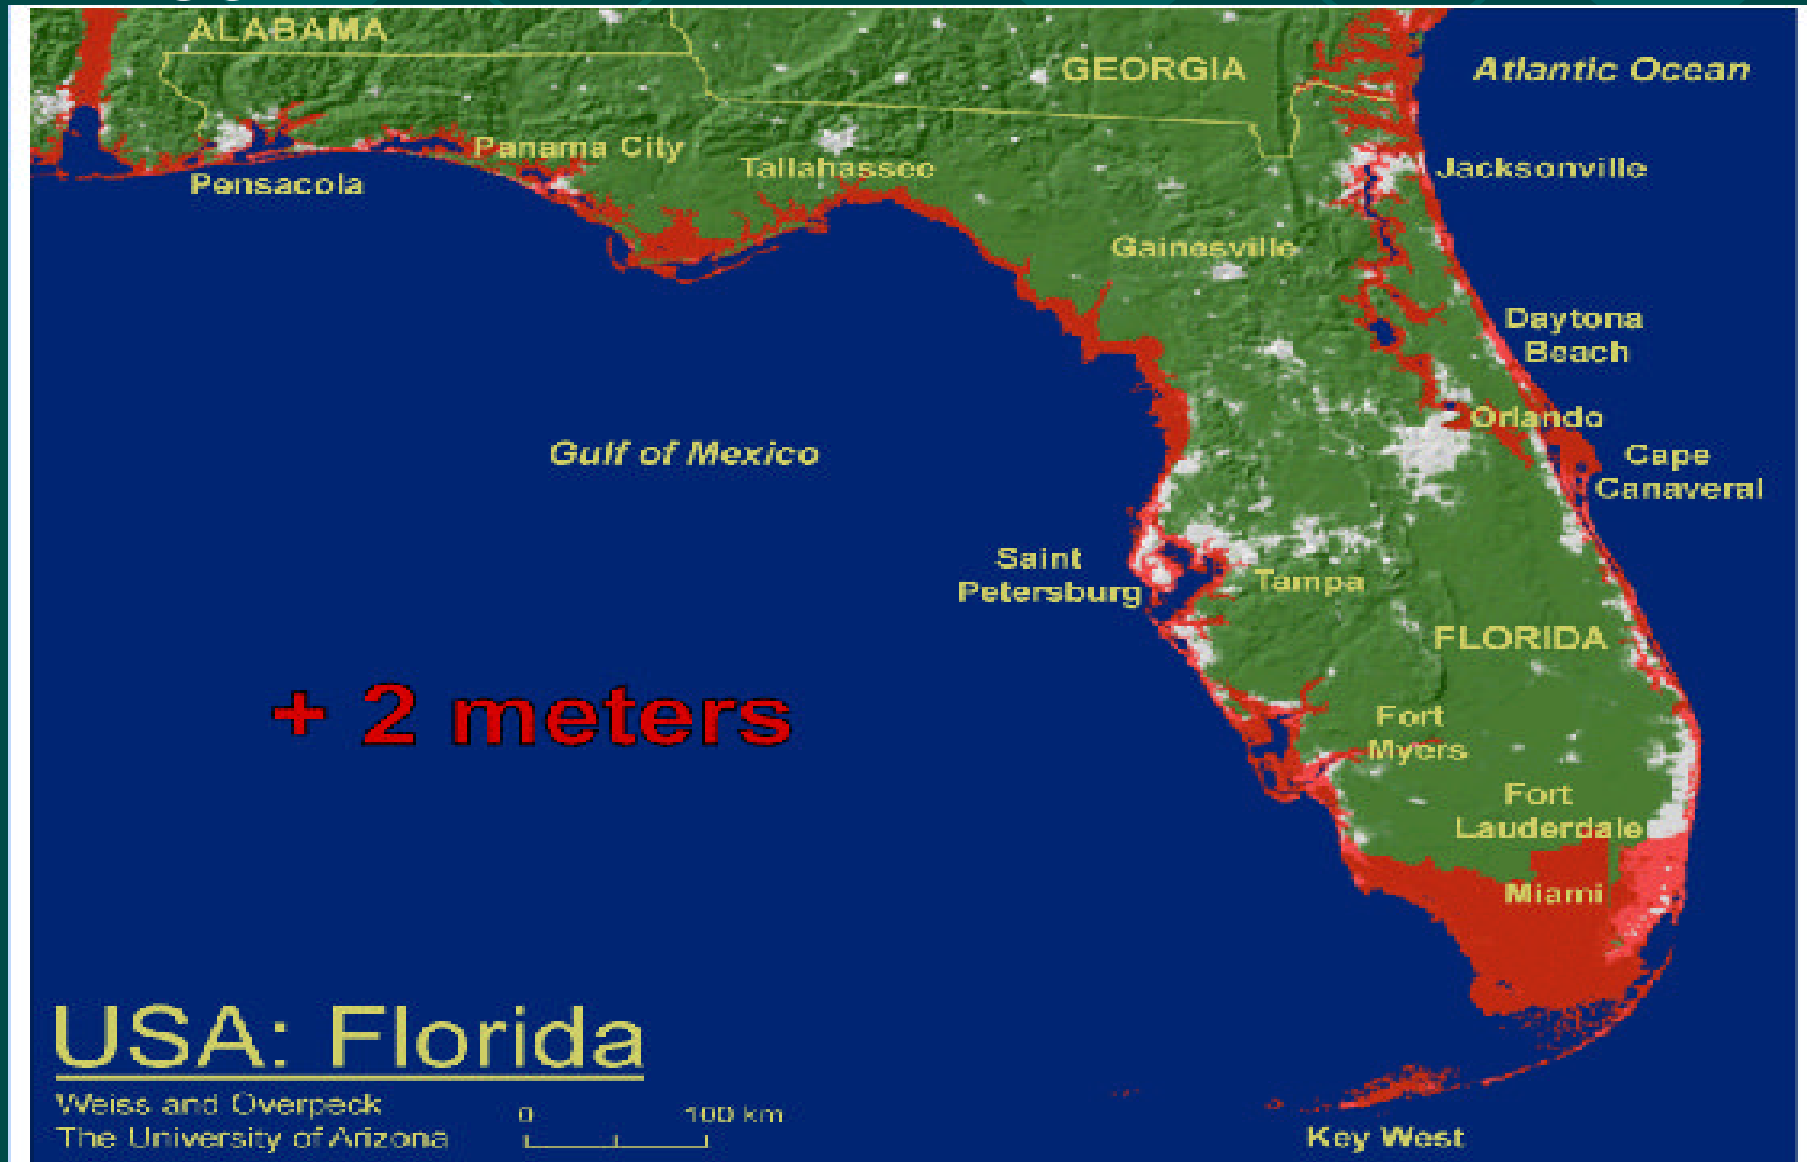 ALABAMA
GEORGIA
Atlantic Ocean
Panama City
Tallahassee
Jacksonville
Pensacola
Gainesville
Daytona
Beach
Orlando
Gulf of Mexico
Cape
Canaveral
Saint
Petersburg
Tampa
FLORIDA
+ 2 meters
Fort
Myers
Fort
Lauderdale
Miami
USA: Florida
Weiss and Overpeck
The University of Arizona
0 100 km
Key West